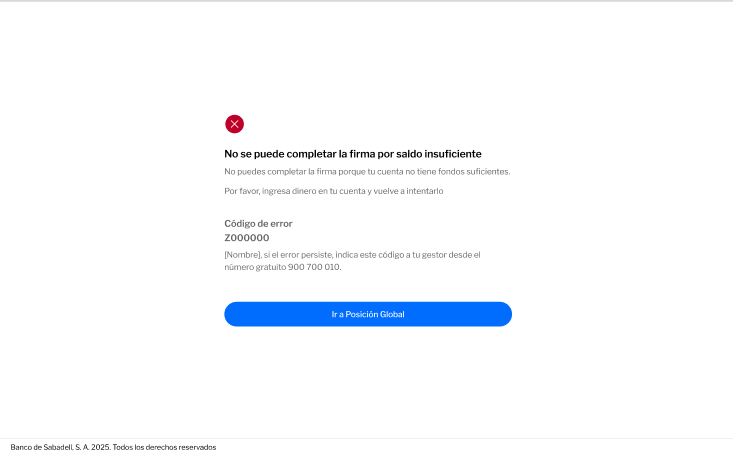 No se puede completar la firma por saldo insuficiente
No puedes completar la firma porque tu cuenta no tiene fondos suficientes.
Por favor, ingresa dinero en tu cuenta y vuelve a intentarlo
Código de error
Z000000
[Nombre], si el error persiste, indica este código a tu gestor desde el
número gratuito 900 700 010.
Ir a Posición Global
Banco de Sabadell, S. A. 2025. Todos los derechos reservados